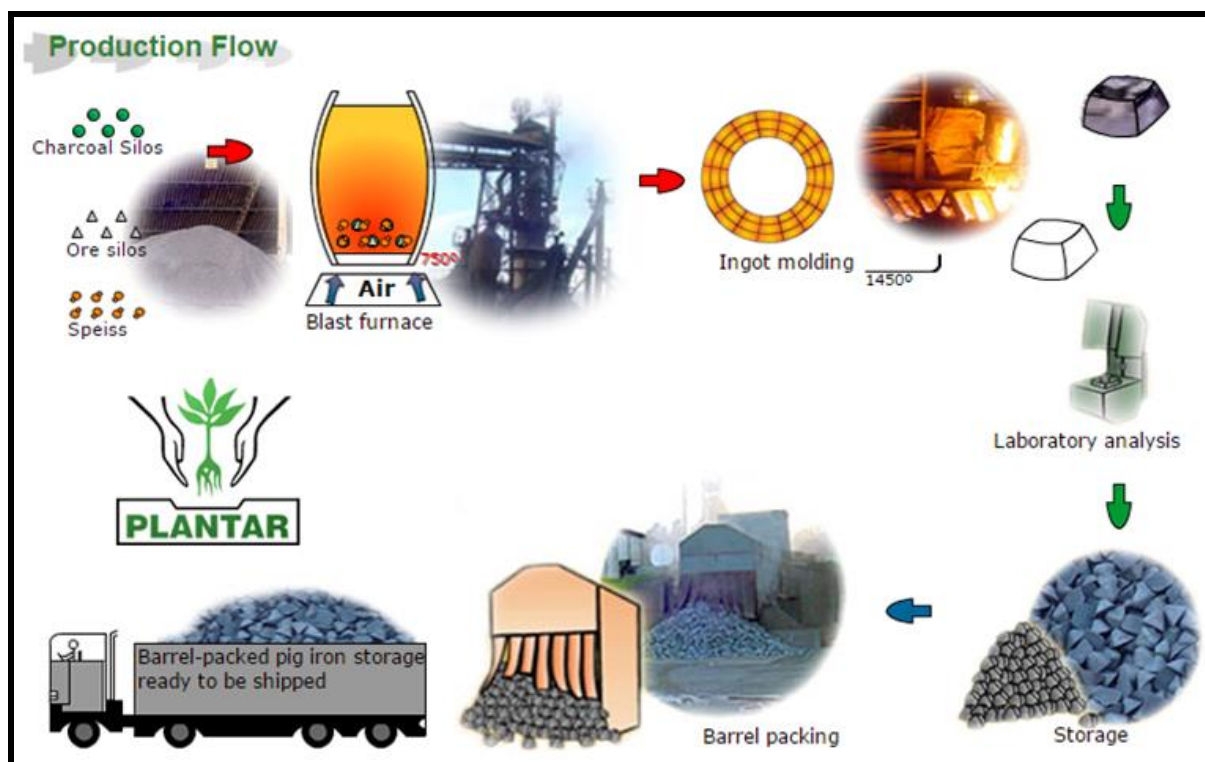 Production Flow
Charcoal Silos
Ore silos
Speiss
750º
Air
Blast furnace
Ingot molding
1450º
Laboratory analysis
Storage
Barrel packing
Barrel-packed pig iron storage
ready to be shipped
PLANTAR